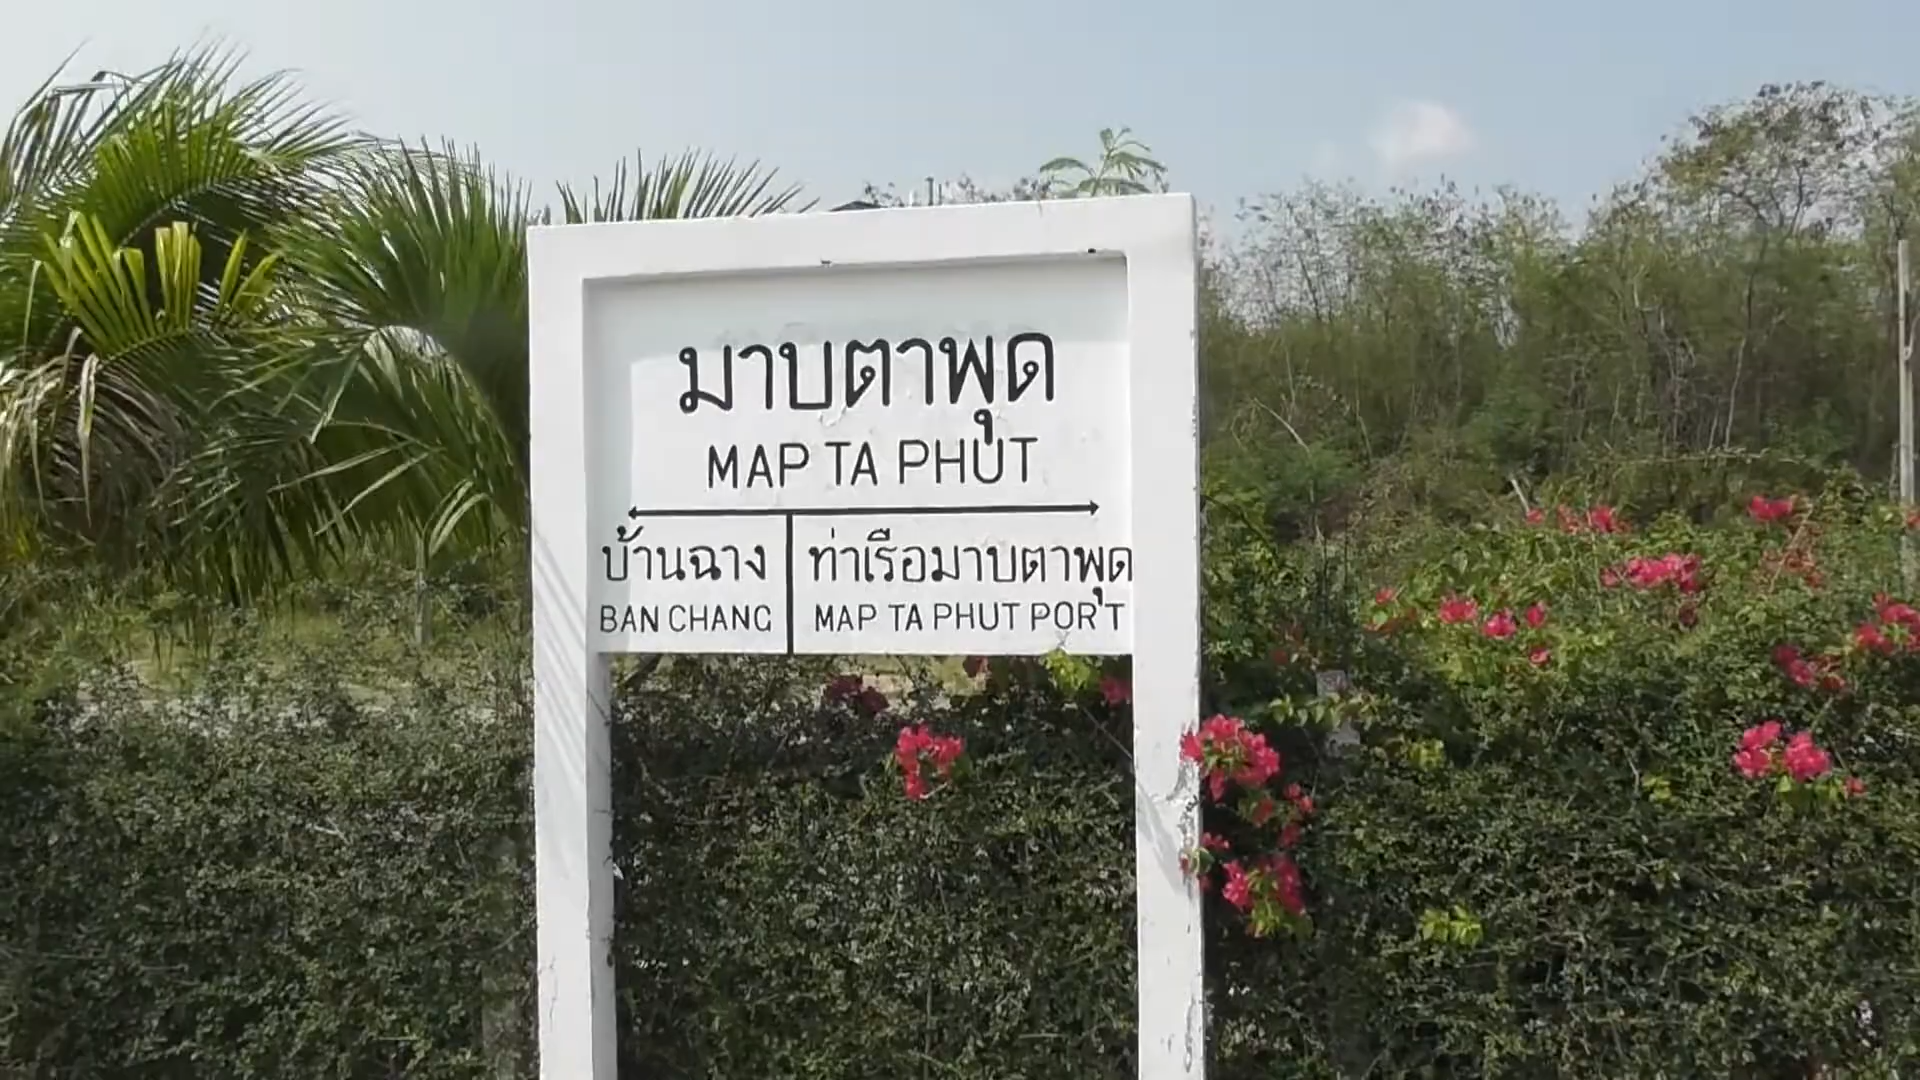 มาบตาพุด
MAP TA PHUT
บ้านฉาง
BAN CHANG
ท่าเรือมาบตาพุด
MAP TA PHUT PORT